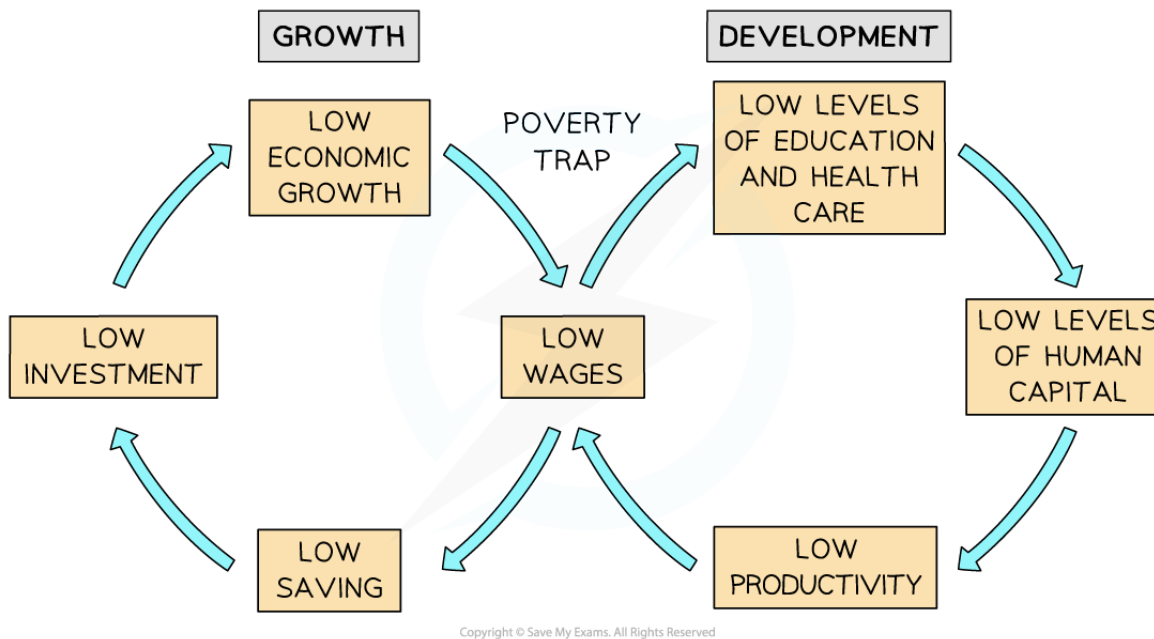 GROWTH
DEVELOPMENT
LOW
ECONOMIC
GROWTH
POVERTY
TRAP
LOW LEVELS
OF EDUCATION
AND HEALTH
CARE
LOW
INVESTMENT
LOW
WAGES
LOW LEVELS
OF HUMAN
CAPITAL
LOW
SAVING
LOW
PRODUCTIVITY
Copyright © Save My Exams. All Rights Reserved